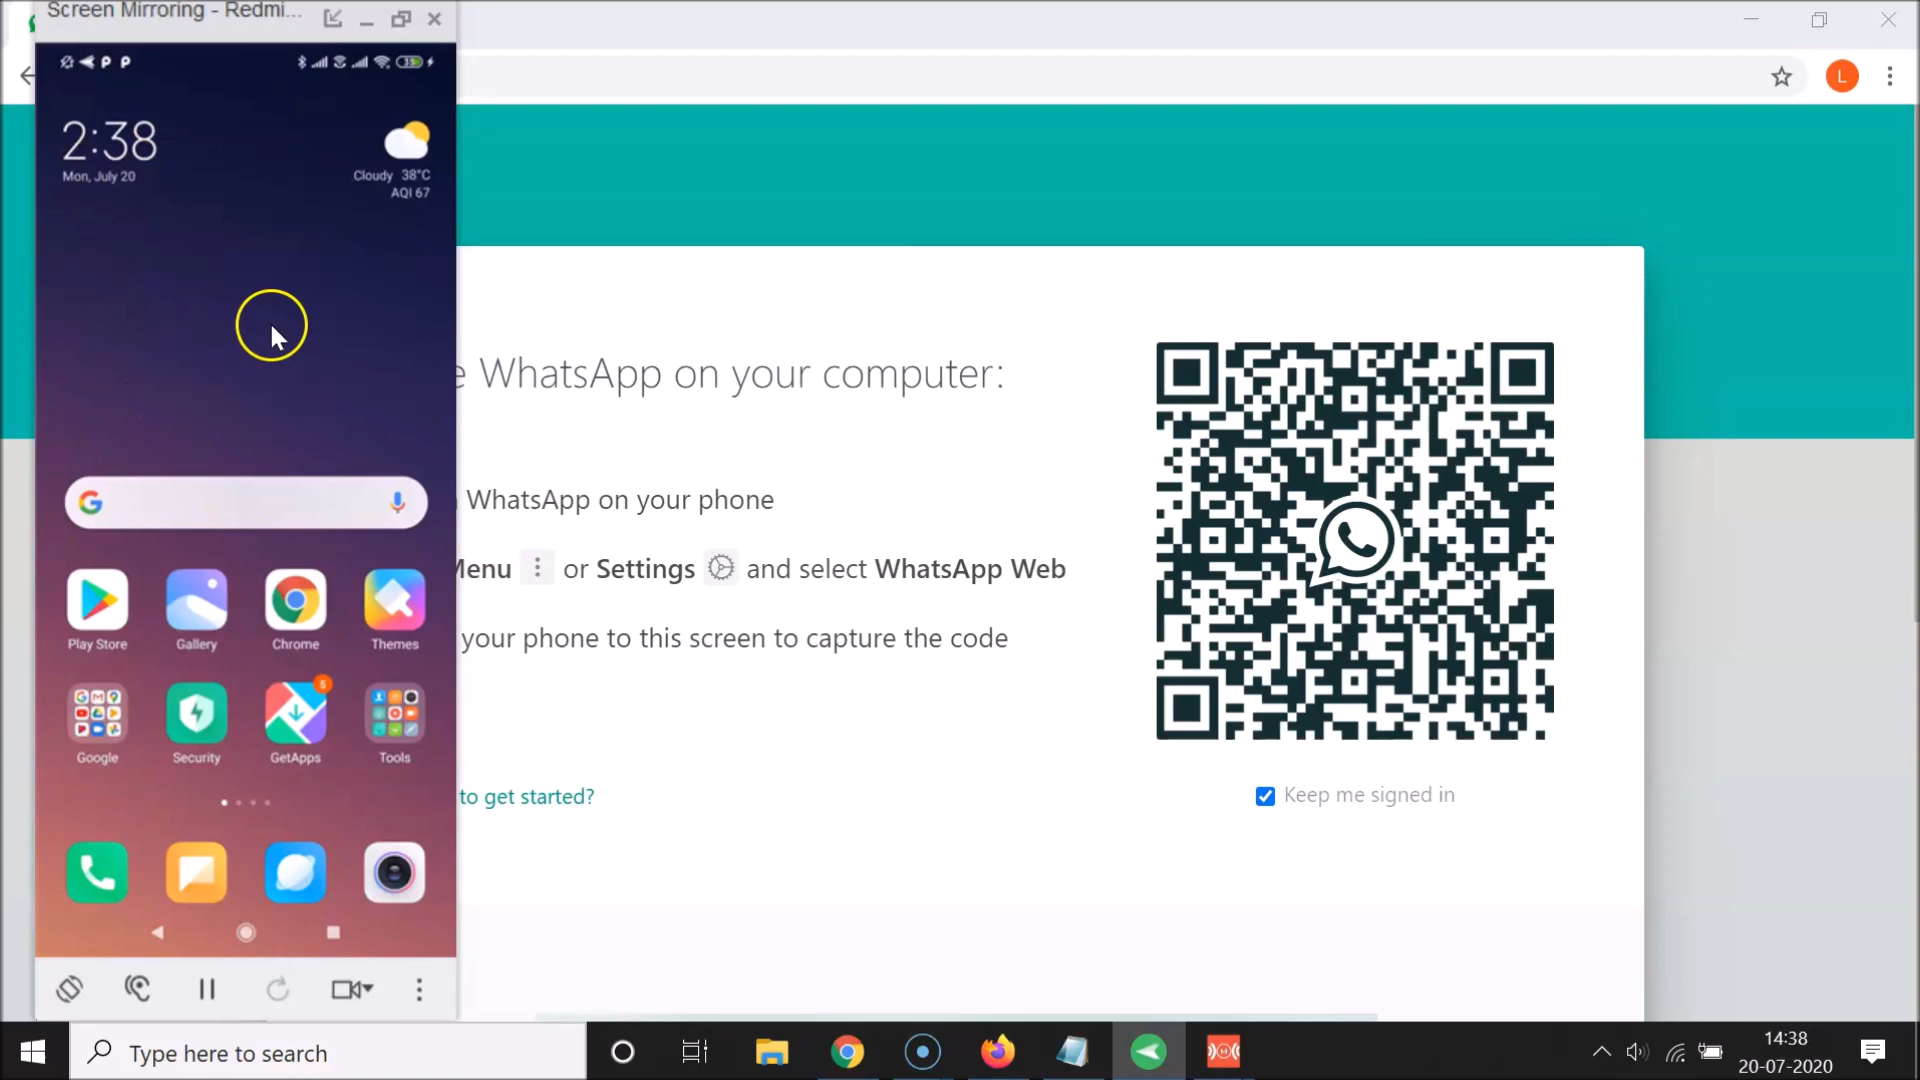 Screen Mirroring - Redmi...
2:38
Mon, July 20
Cloudy 38°C
AQI 67
Play Store
Gallery
Chrome
Themes
5
Google
Security
GetApps
Tools
L
WhatsApp on your computer:
WhatsApp on your phone
Menu or Settings and select WhatsApp Web
your phone to this screen to capture the code
to get started?
Keep me signed in
Type here to search
14:38
20-07-2020